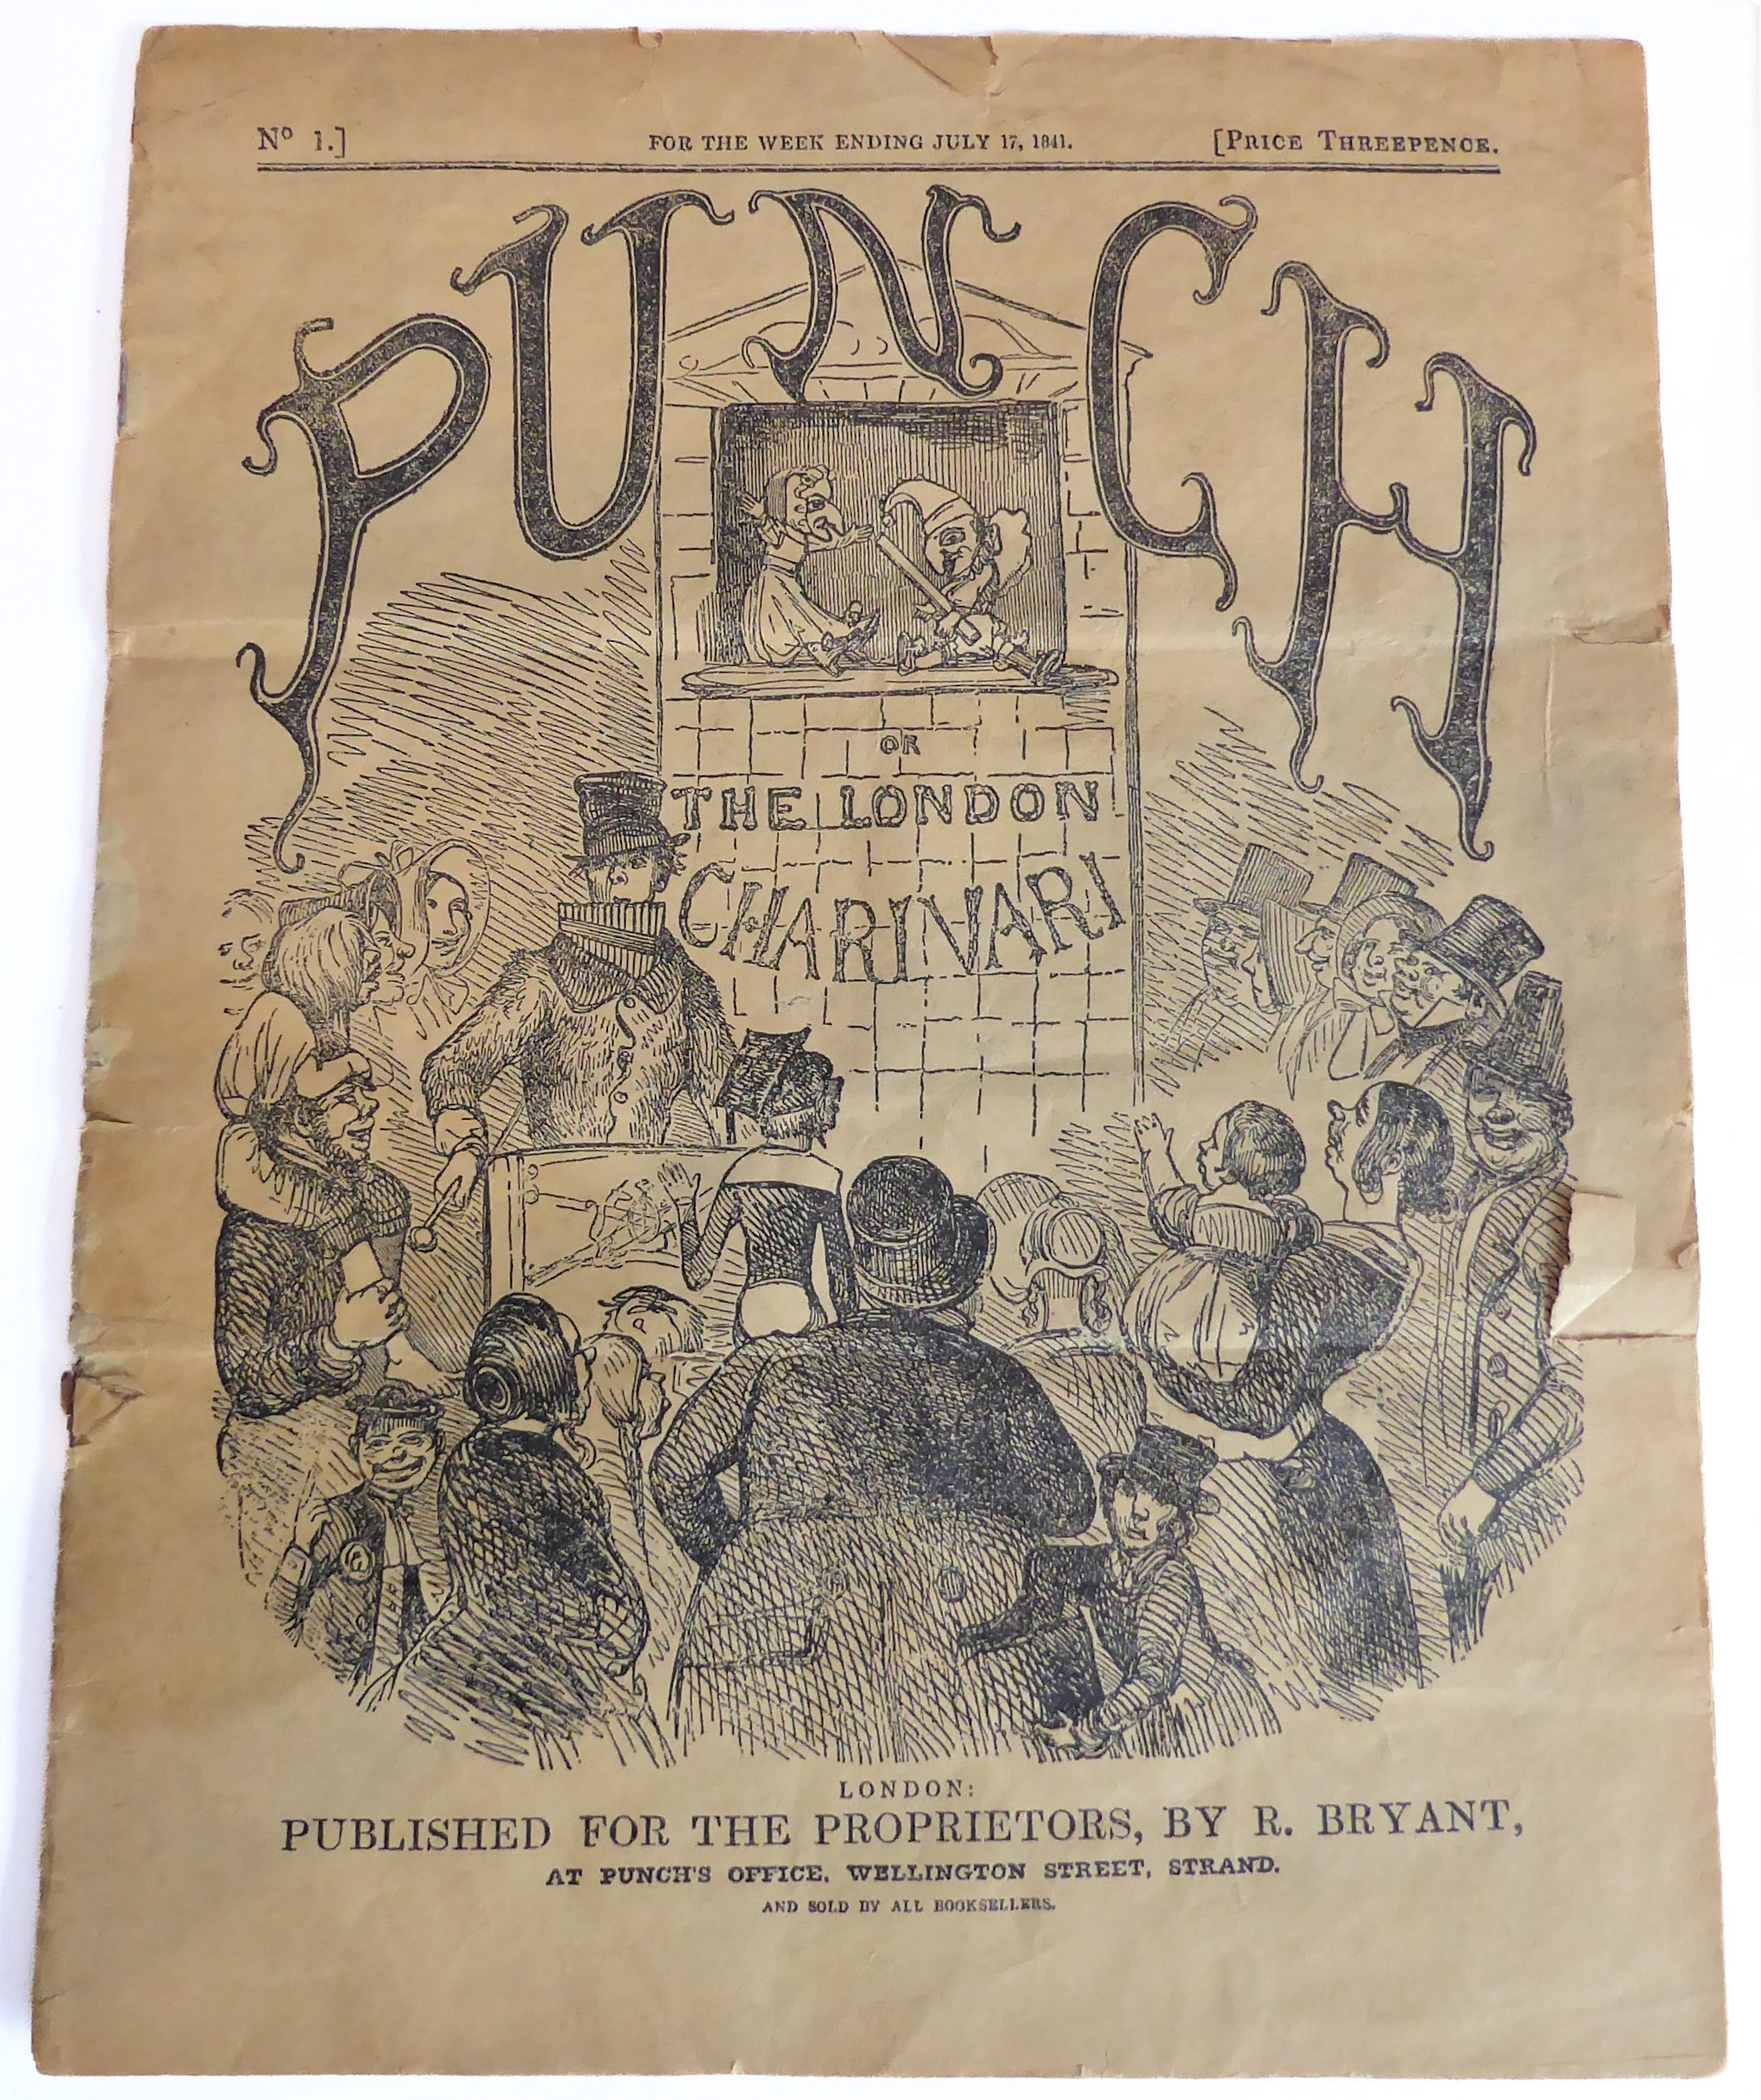 Nº 1.] FOR THE WEEK ENDING JULY 17, 1841. [PRICE THREEPENCE.
PUNCH
OR
THE LONDON
CHARIVARI
LONDON:
PUBLISHED FOR THE PROPRIETORS, BY R. BRYANT,
AT PUNCH'S OFFICE, WELLINGTON STREET, STRAND.
AND SOLD BY ALL BOOKSELLERS.